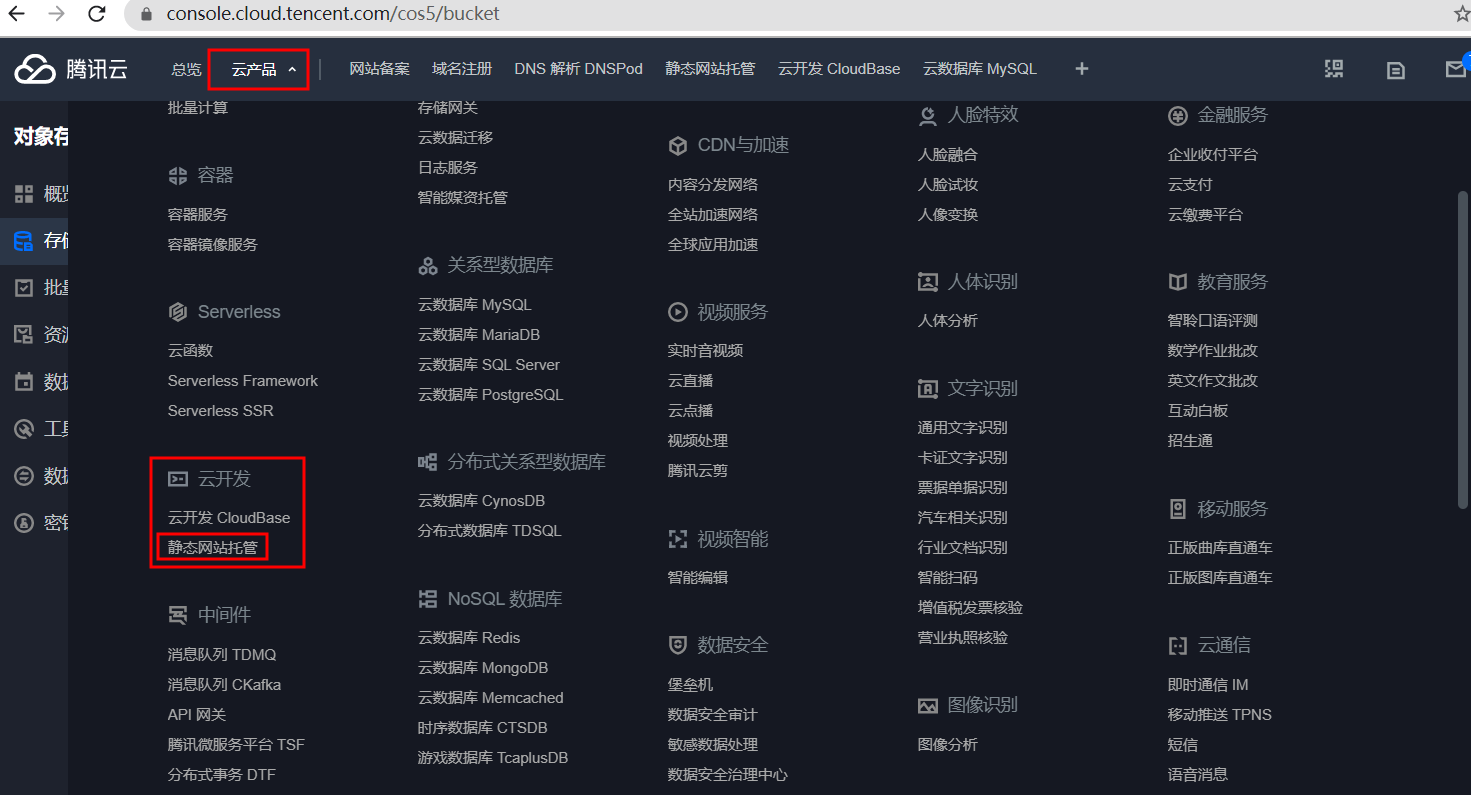 console.cloud.tencent.com/cos5/bucket
腾讯云
总览
云产品
网站备案
域名注册
DNS 解析 DNSPod
静态网站托管
云开发 CloudBase
云数据库 MySQL
对象存
概览
存储
批量
资源
数据
工具
数据
密钥
批量计算
容器
容器服务
容器镜像服务
Serverless
云函数
Serverless Framework
Serverless SSR
云开发
云开发 CloudBase
静态网站托管
中间件
消息队列 TDMQ
消息队列 CKafka
API 网关
腾讯微服务平台 TSF
分布式事务 DTF
存储网关
云数据迁移
日志服务
智能媒资托管
关系型数据库
云数据库 MySQL
云数据库 MariaDB
云数据库 SQL Server
云数据库 PostgreSQL
分布式关系型数据库
云数据库 CynosDB
分布式数据库 TDSQL
NoSQL 数据库
云数据库 Redis
云数据库 MongoDB
云数据库 Memcached
时序数据库 CTSDB
游戏数据库 TcaplusDB
CDN与加速
内容分发网络
全站加速网络
全球应用加速
视频服务
实时音视频
云直播
云点播
视频处理
腾讯云剪
视频智能
智能编辑
数据安全
堡垒机
数据安全审计
敏感数据处理
数据安全治理中心
人脸特效
人脸融合
人脸试妆
人像变换
人体识别
人体分析
文字识别
通用文字识别
卡证文字识别
票据单据识别
汽车相关识别
行业文档识别
智能扫码
增值税发票核验
营业执照核验
图像识别
图像分析
金融服务
企业收付平台
云支付
云缴费平台
教育服务
智聆口语评测
数学作业批改
英文作文批改
互动白板
招生通
移动服务
正版曲库直通车
正版图库直通车
云通信
即时通信 IM
移动推送 TPNS
短信
语音消息